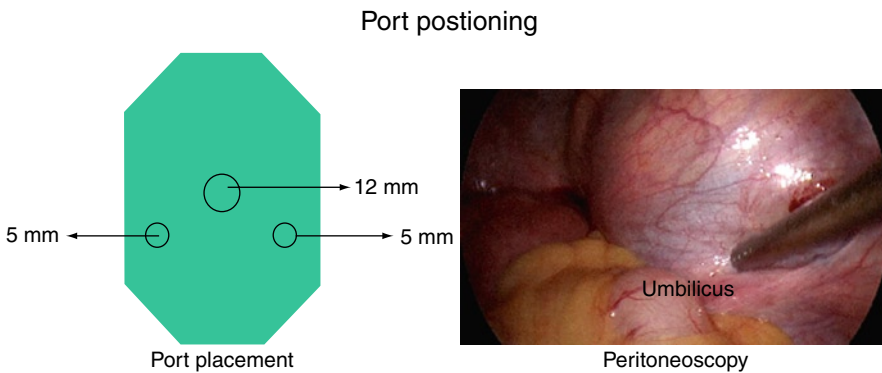 Port postioning
12 mm
5 mm
5 mm
Umbilicus
Port placement
Peritoneoscopy